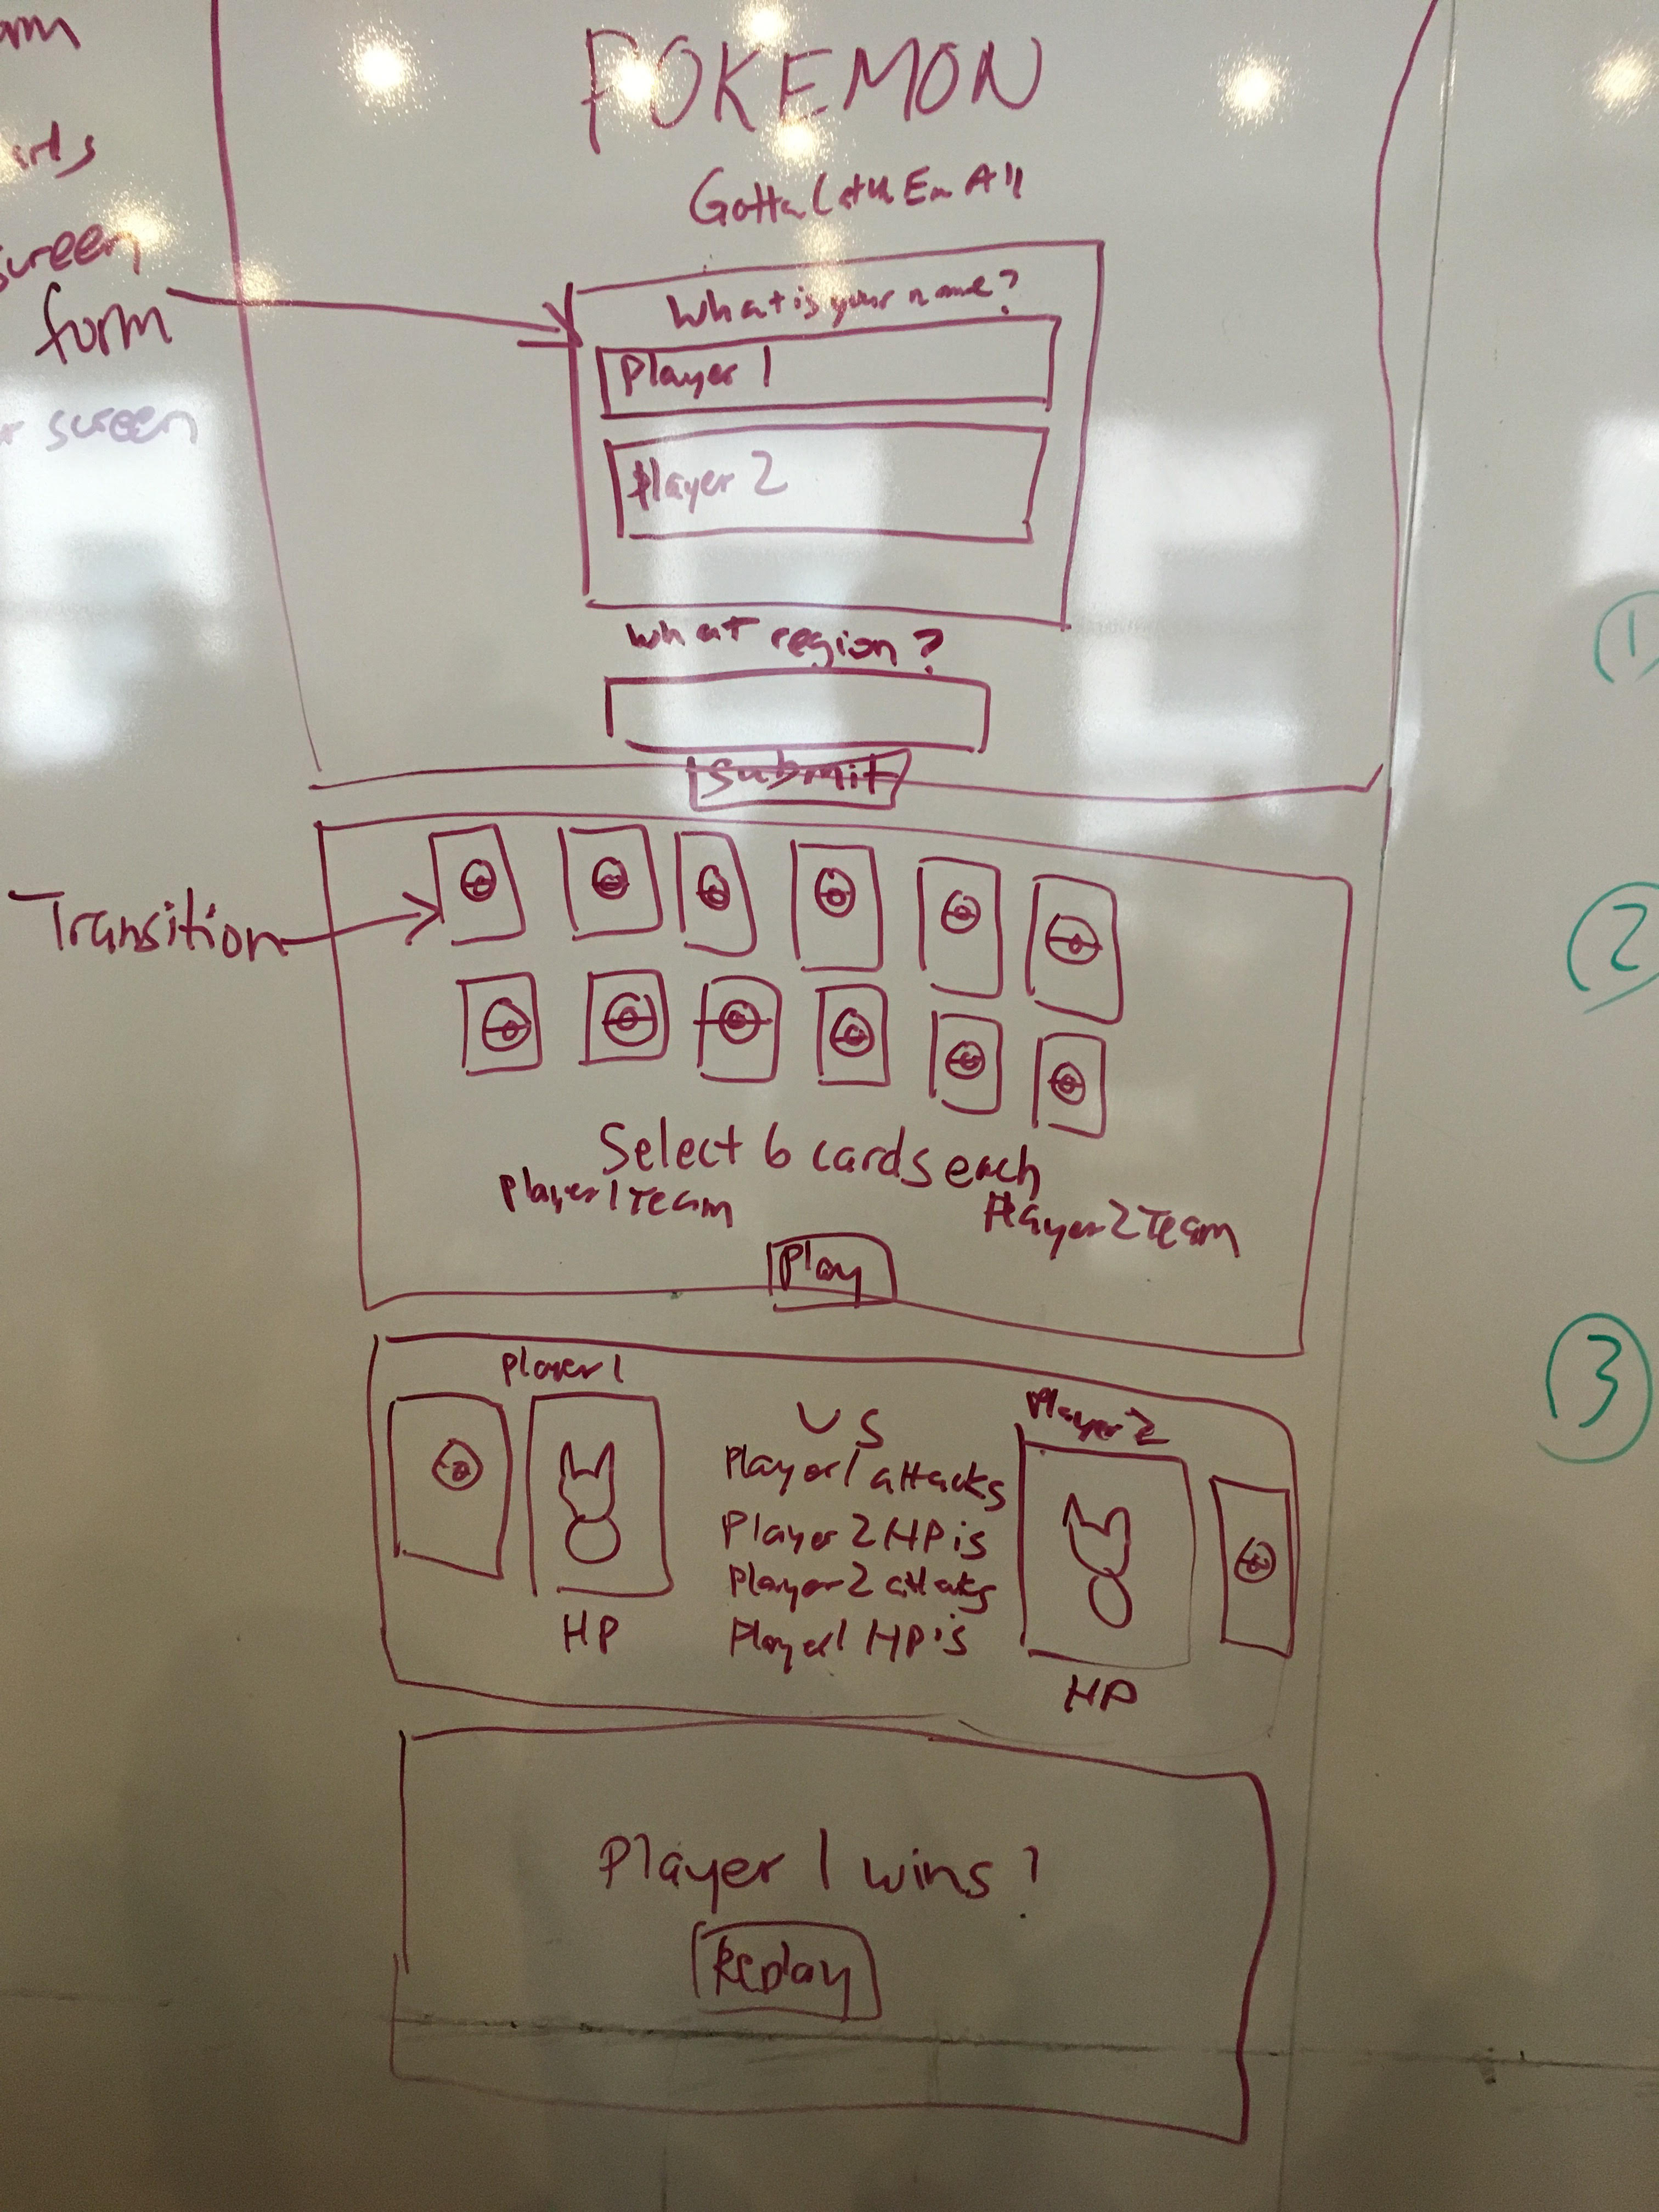 POKEMON
Gotta Catch Em All
What is your name?
screen
form
Player 1
screen
Player 2
What region?
submit
1
2
Transition
Select 6 cards each
Player 1 Team
Player 2 Team
Play
3
Player 1
Player 2
VS
Player 1 attacks
Player 2 HP is
Player 2 attacks
Player 1 HP is
HP
HP
Player 1 wins!
Replay